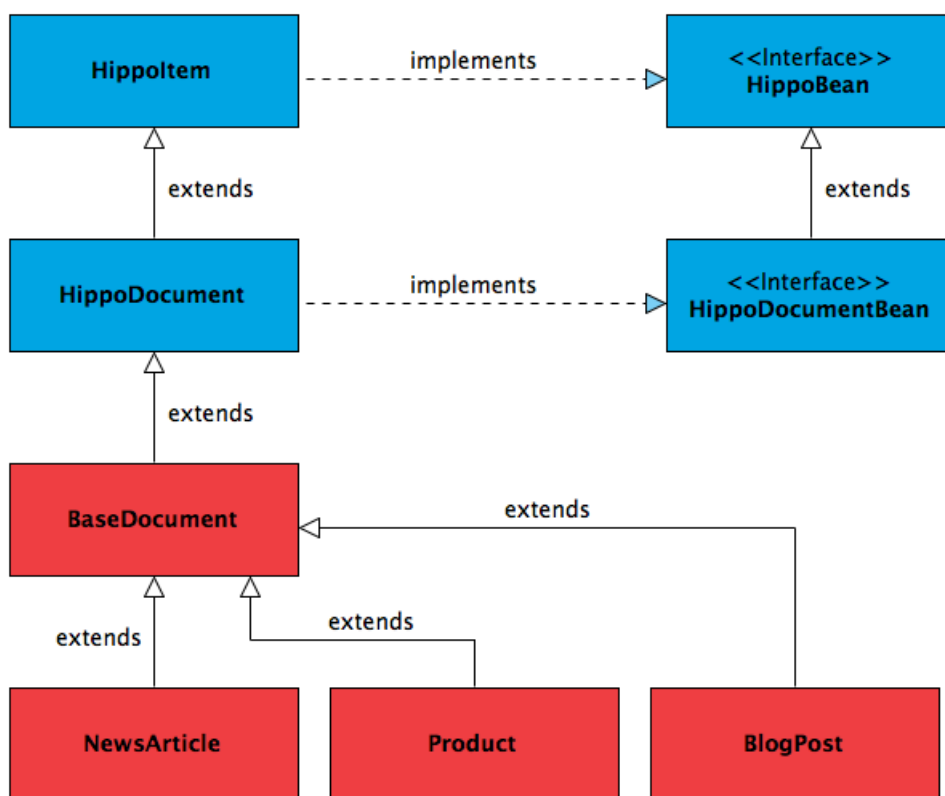 HippoItem
implements
<<Interface>>
HippoBean
extends
extends
HippoDocument
implements
<<Interface>>
HippoDocumentBean
extends
BaseDocument
extends
extends
extends
NewsArticle
Product
BlogPost